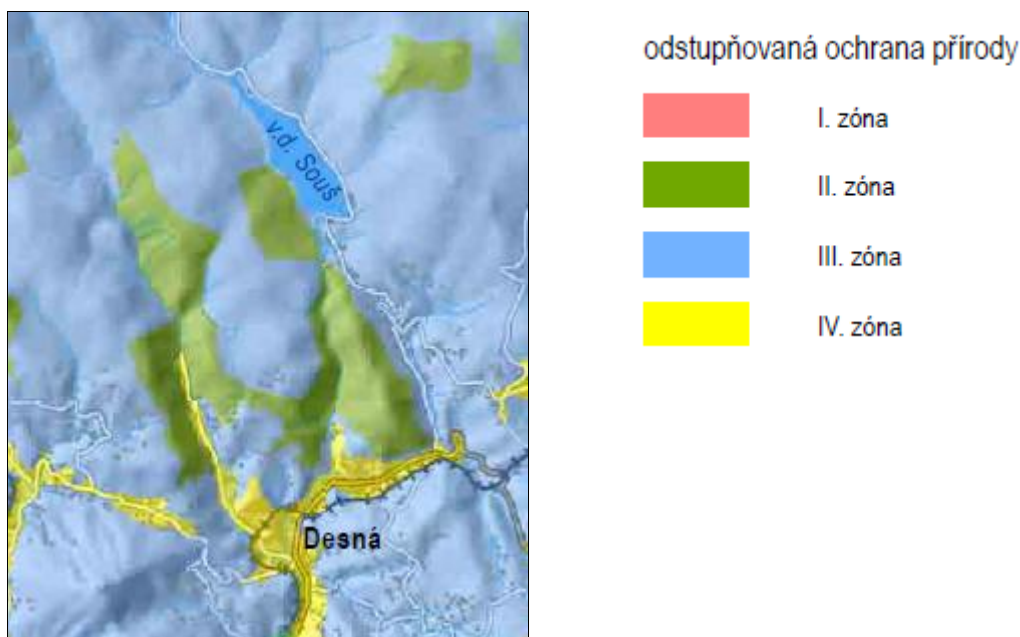 v.d. Souš
Desná
odstupňovaná ochrana přírody
I. zóna
II. zóna
III. zóna
IV. zóna